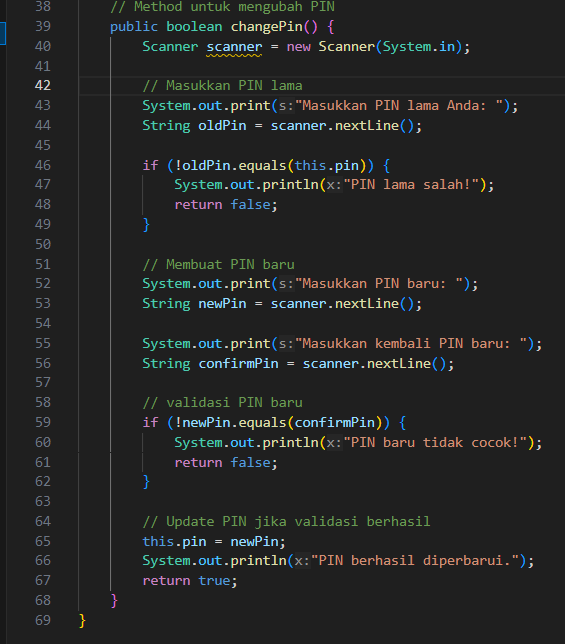 38 // Method untuk mengubah PIN
39 public boolean changePin() {
40 Scanner scanner = new Scanner(System.in);
41
42 // Masukkan PIN lama
43 System.out.print(s:"Masukkan PIN lama Anda: ");
44 String oldPin = scanner.nextLine();
45
46 if (!oldPin.equals(this.pin)) {
47 System.out.println(x:"PIN lama salah!");
48 return false;
49 }
50
51 // Membuat PIN baru
52 System.out.print(s:"Masukkan PIN baru: ");
53 String newPin = scanner.nextLine();
54
55 System.out.print(s:"Masukkan kembali PIN baru: ");
56 String confirmPin = scanner.nextLine();
57
58 // validasi PIN baru
59 if (!newPin.equals(confirmPin)) {
60 System.out.println(x:"PIN baru tidak cocok!");
61 return false;
62 }
63
64 // Update PIN jika validasi berhasil
65 this.pin = newPin;
66 System.out.println(x:"PIN berhasil diperbarui.");
67 return true;
68 }
69 }